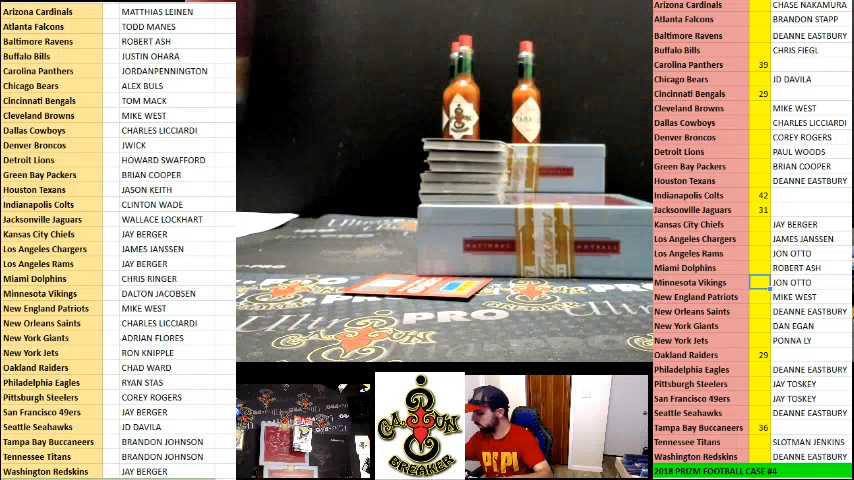 Arizona Cardinals MATTHIAS LEINEN
Atlanta Falcons TODD MANES
Baltimore Ravens ROBERT ASH
Buffalo Bills JUSTIN OHARA
Carolina Panthers JORDANPENNINGTON
Chicago Bears ALEX BULS
Cincinnati Bengals TOM MACK
Cleveland Browns MIKE WEST
Dallas Cowboys CHARLES LICCIARDI
Denver Broncos JWICK
Detroit Lions HOWARD SWAFFORD
Green Bay Packers BRIAN COOPER
Houston Texans JASON KEITH
Indianapolis Colts CLINTON WADE
Jacksonville Jaguars WALLACE LOCKHART
Kansas City Chiefs JAY BERGER
Los Angeles Chargers JAMES JANSSEN
Los Angeles Rams JAY BERGER
Miami Dolphins CHRIS RINGER
Minnesota Vikings DALTON JACOBSEN
New England Patriots MIKE WEST
New Orleans Saints CHARLES LICCIARDI
New York Giants ADRIAN FLORES
New York Jets RON KNIPPLE
Oakland Raiders CHAD WARD
Philadelphia Eagles RYAN STAS
Pittsburgh Steelers COREY ROGERS
San Francisco 49ers JAY BERGER
Seattle Seahawks JD DAVILA
Tampa Bay Buccaneers BRANDON JOHNSON
Tennessee Titans BRANDON JOHNSON
Washington Redskins JAY BERGER
NATIONAL FOOTBALL
PRO
CAJUN
BREAKER
PEPI
Arizona Cardinals CHASE NAKAMURA
Atlanta Falcons BRANDON STAPP
Baltimore Ravens DEANNE EASTBURY
Buffalo Bills CHRIS FIEGL
Carolina Panthers 39
Chicago Bears JD DAVILA
Cincinnati Bengals 29
Cleveland Browns MIKE WEST
Dallas Cowboys CHARLES LICCIARDI
Denver Broncos COREY ROGERS
Detroit Lions PAUL WOODS
Green Bay Packers BRIAN COOPER
Houston Texans DEANNE EASTBURY
Indianapolis Colts 42
Jacksonville Jaguars 31
Kansas City Chiefs JAY BERGER
Los Angeles Chargers JAMES JANSSEN
Los Angeles Rams JON OTTO
Miami Dolphins ROBERT ASH
Minnesota Vikings JON OTTO
New England Patriots MIKE WEST
New Orleans Saints DEANNE EASTBURY
New York Giants DAN EGAN
New York Jets PONNA LY
Oakland Raiders 29
Philadelphia Eagles DEANNE EASTBURY
Pittsburgh Steelers JAY TOSKEY
San Francisco 49ers JAY TOSKEY
Seattle Seahawks DEANNE EASTBURY
Tampa Bay Buccaneers 36
Tennessee Titans SLOTMAN JENKINS
Washington Redskins DEANNE EASTBURY
2018 PRIZM FOOTBALL CASE #4